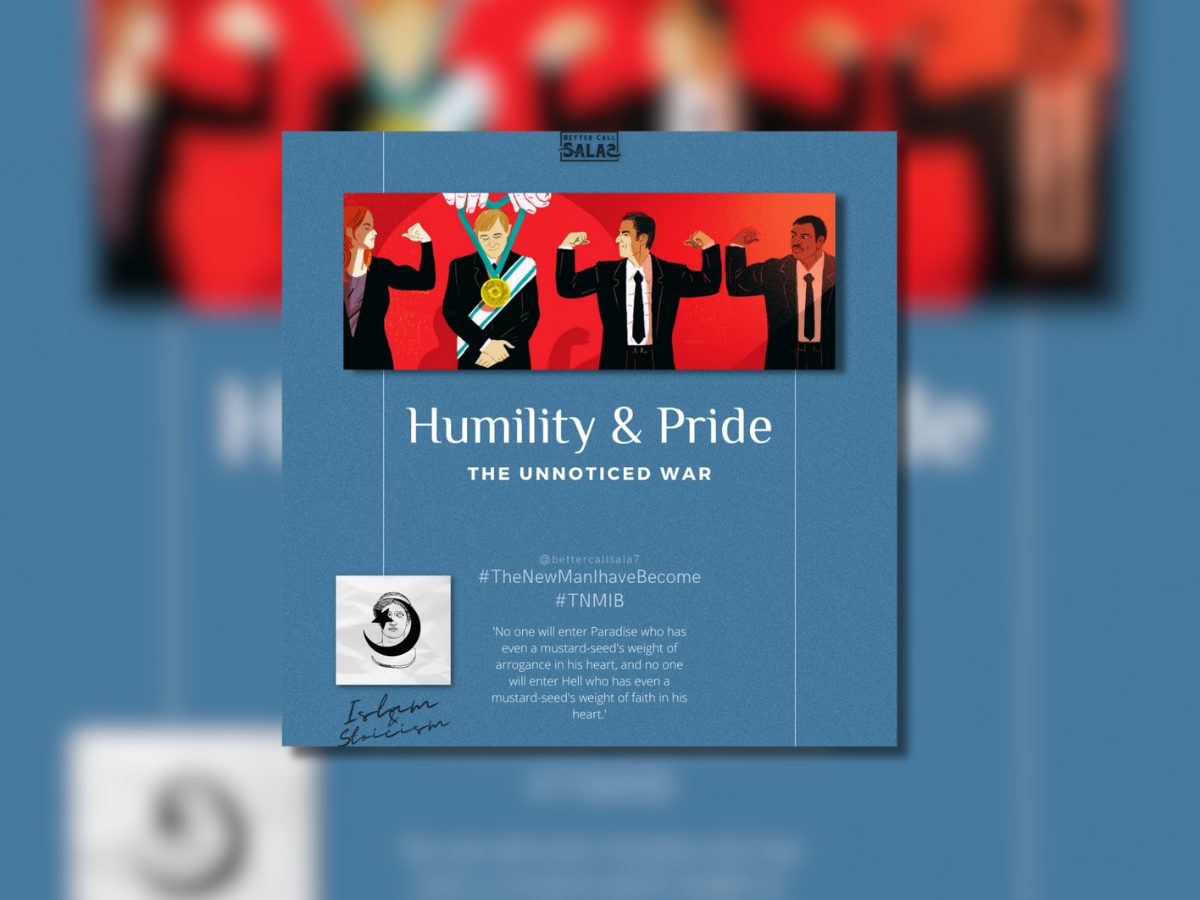 BETTER CALL
SALA7
Humility & Pride
THE UNNOTICED WAR
@bettercallsala7
#TheNewManIhaveBecome
#TNMIB
'No one will enter Paradise who has
even a mustard-seed's weight of
arrogance in his heart, and no one
will enter Hell who has even a
mustard-seed's weight of faith in his
heart.'
Islam
&
Stoicism